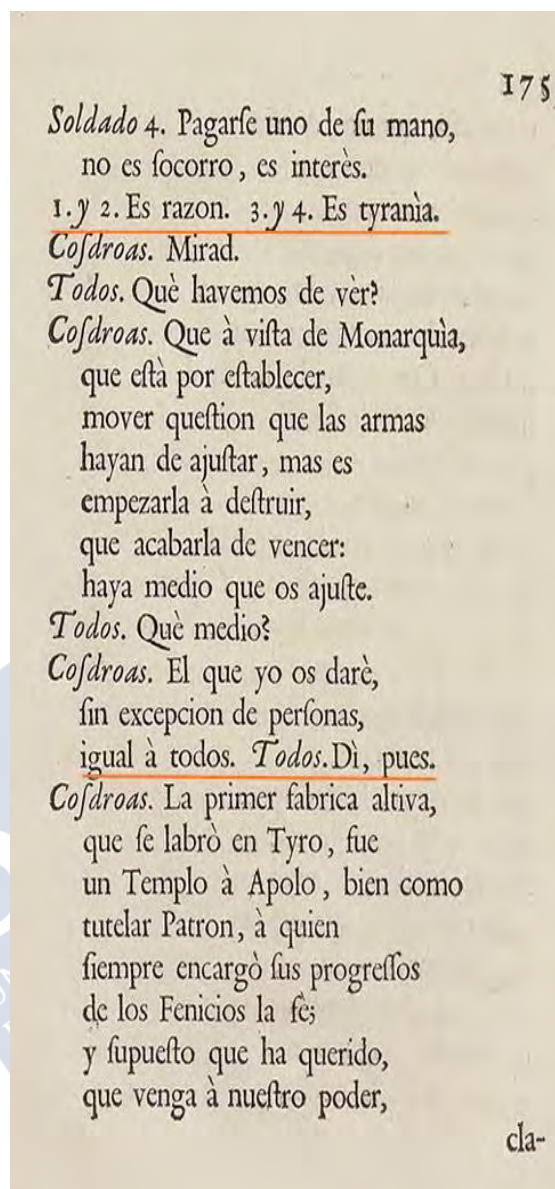 175
Soldado 4. Pagarſe uno de ſu mano,
no es ſocorro, es interès.
1. y 2. Es razon. 3. y 4. Es tyranìa.
Coſdroas. Mirad.
Todos. Què havemos de vèr?
Coſdroas. Que à viſta de Monarquìa,
que eſtà por eſtablecer,
mover queſtion que las armas
hayan de ajuſtar, mas es
empezarla à deſtruir,
que acabarla de vencer:
haya medio que os ajuſte.
Todos. Què medio?
Coſdroas. El que yo os darè,
ſin excepcion de perſonas,
igual à todos. Todos. Dì, pues.
Coſdroas. La primer fabrica altiva,
que ſe labrò en Tyro, fue
un Templo à Apolo, bien como
tutelar Patron, à quien
ſiempre encargò ſus progreſſos
de los Fenicios la fè;
y ſupueſto que ha querido,
que venga à nueſtro poder,
cla-